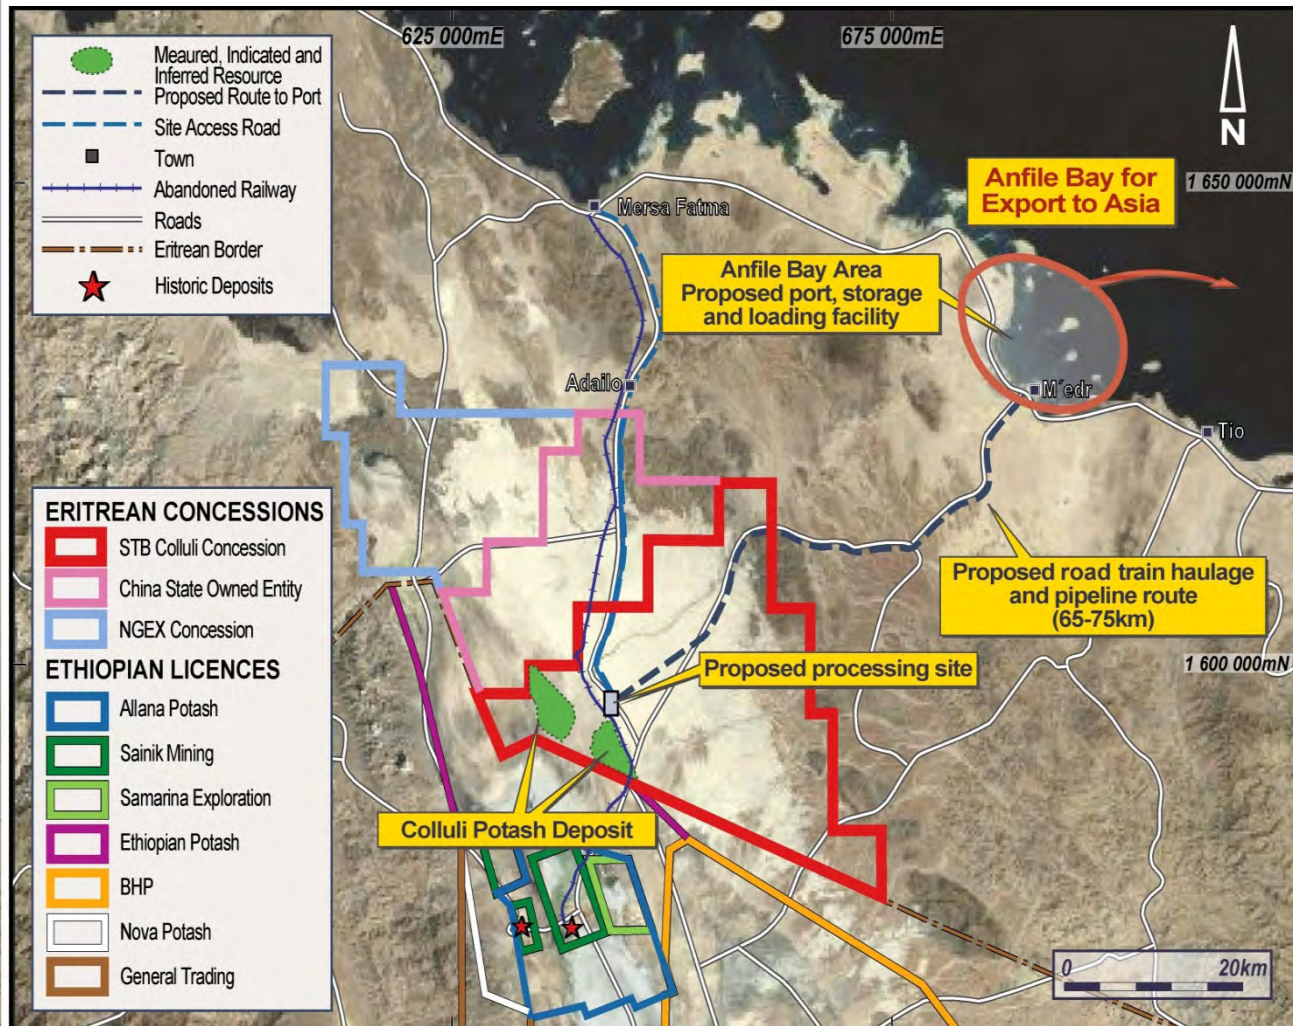 625 000mE
675 000mE
Meaured, Indicated and
Inferred Resource
Proposed Route to Port
Site Access Road
Town
Abandoned Railway
Roads
Eritrean Border
Historic Deposits
N
1 650 000mN
Anfile Bay for
Export to Asia
Mersa Fatma
Anfile Bay Area
Proposed port, storage
and loading facility
Adailo
M'edr
Tio
ERITREAN CONCESSIONS
STB Colluli Concession
China State Owned Entity
NGEX Concession
ETHIOPIAN LICENCES
Allana Potash
Sainik Mining
Samarina Exploration
Ethiopian Potash
BHP
Nova Potash
General Trading
Proposed road train haulage
and pipeline route
(65-75km)
1 600 000mN
Proposed processing site
Colluli Potash Deposit
0 20km